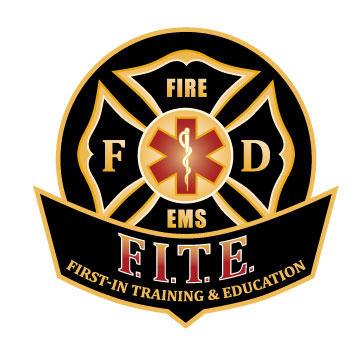 FIRE
F D
EMS
F.I.T.E.
FIRST-IN TRAINING & EDUCATION